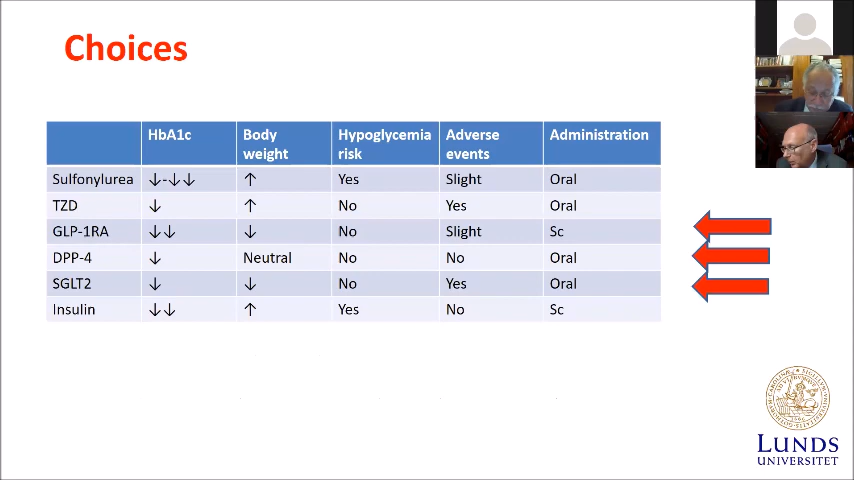 Choices
HbA1c Body weight Hypoglycemia risk Adverse events Administration
Sulfonylurea ↓-↓↓ ↑ Yes Slight Oral
TZD ↓ ↑ No Yes Oral
GLP-1RA ↓↓ ↓ No Slight Sc
DPP-4 ↓ Neutral No No Oral
SGLT2 ↓ ↓ No Yes Oral
Insulin ↓↓ ↑ Yes No Sc
LUNDS
UNIVERSITET